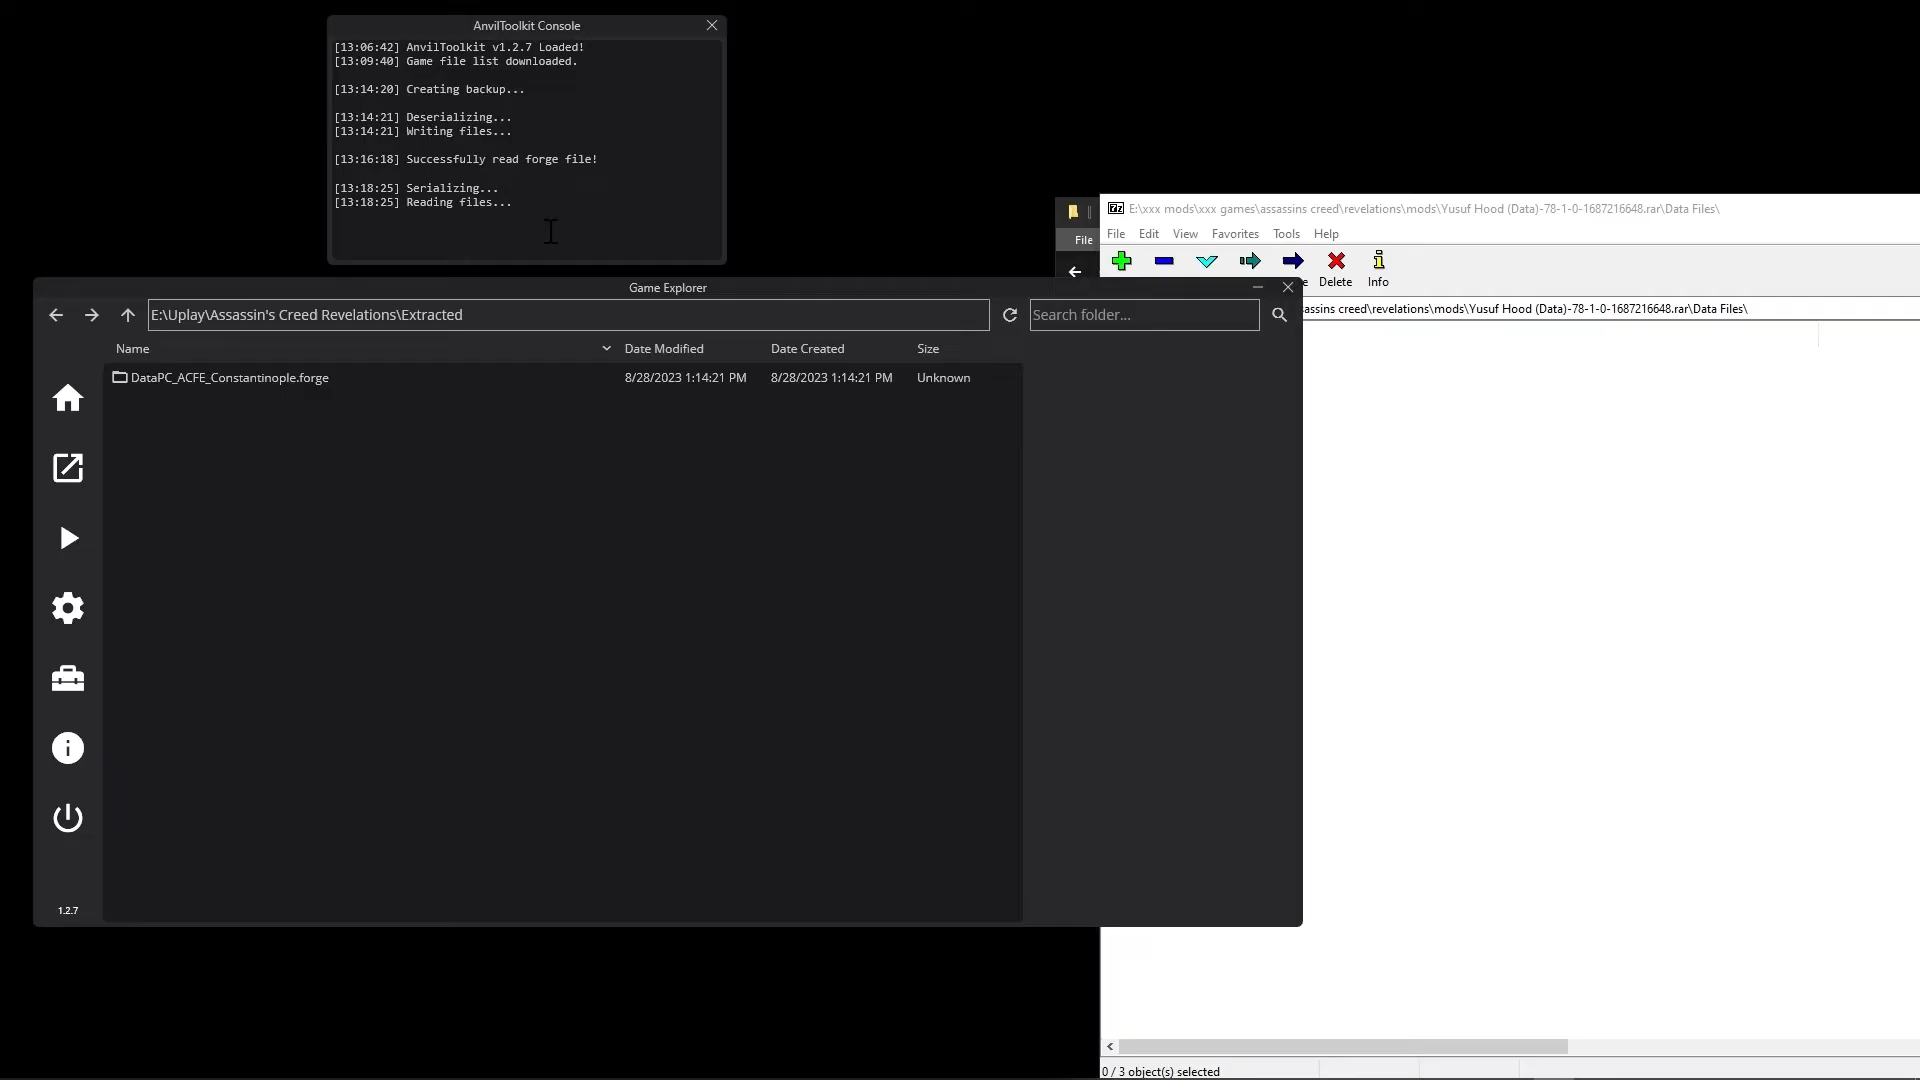 AnvilToolkit Console
[13:06:42] AnvilToolkit v1.2.7 Loaded!
[13:09:40] Game file list downloaded.
[13:14:20] Creating backup...
[13:14:21] Deserializing...
[13:14:21] Writing files...
[13:16:18] Successfully read forge file!
[13:18:25] Serializing...
[13:18:25] Reading files...
File
7z E:\xxx mods\xxx games\assassins creed\revelations\mods\Yusuf Hood (Data)-78-1-0-1687216648.rar\Data Files\
File Edit View Favorites Tools Help
e Delete Info
assins creed\revelations\mods\Yusuf Hood (Data)-78-1-0-1687216648.rar\Data Files\
Game Explorer
E:\Uplay\Assassin's Creed Revelations\Extracted
Search folder...
Name Date Modified Date Created Size
DataPC_ACFE_Constantinople.forge 8/28/2023 1:14:21 PM 8/28/2023 1:14:21 PM Unknown
1.2.7
0 / 3 object(s) selected